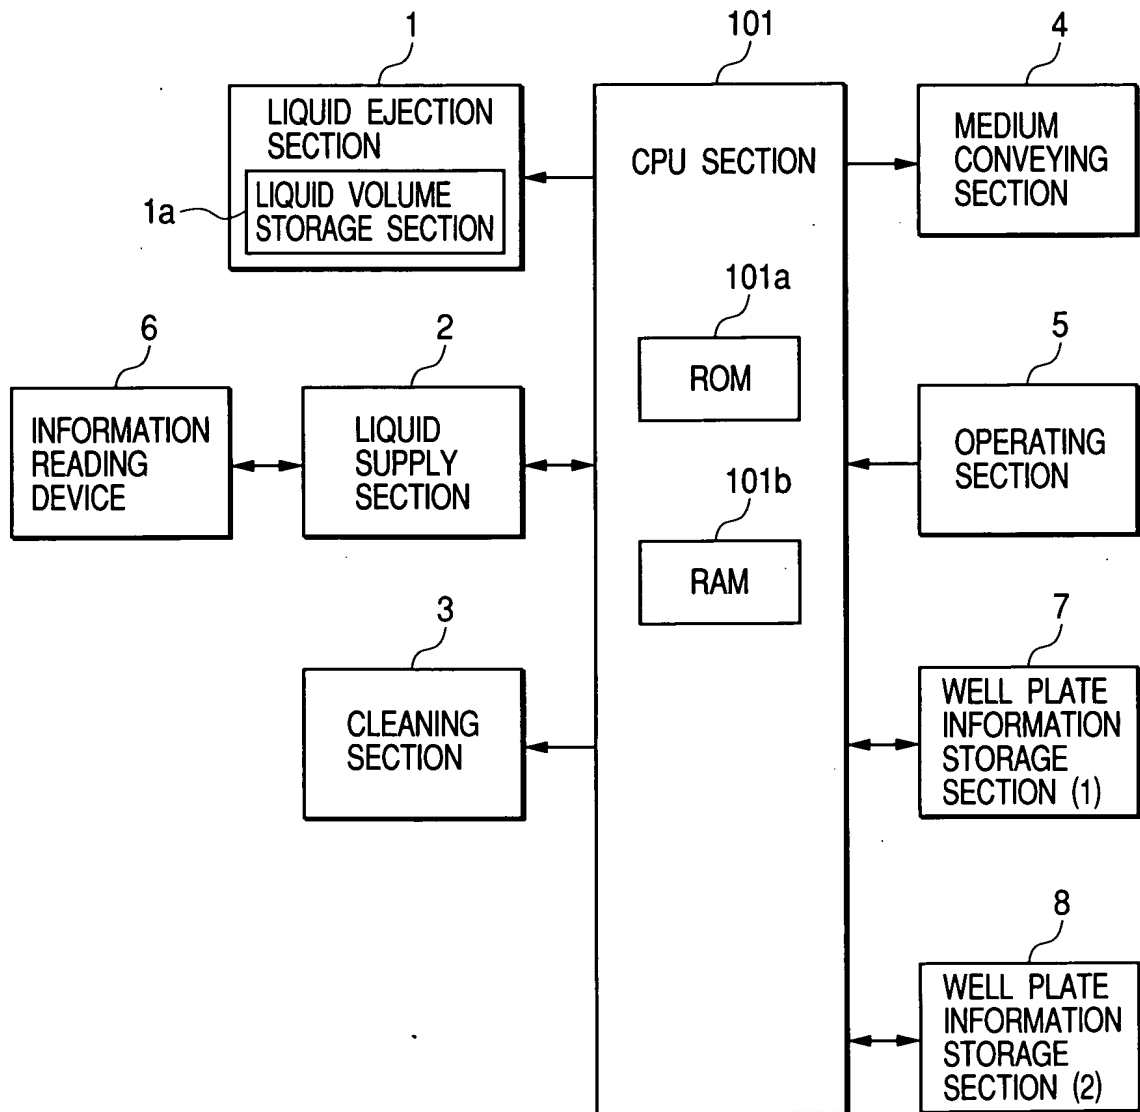 1
101
4
LIQUID EJECTION
SECTION
1a
LIQUID VOLUME
STORAGE SECTION
CPU SECTION
MEDIUM
CONVEYING
SECTION
101a
ROM
6
2
5
INFORMATION
READING
DEVICE
LIQUID
SUPPLY
SECTION
OPERATING
SECTION
101b
RAM
3
7
CLEANING
SECTION
WELL PLATE
INFORMATION
STORAGE
SECTION (1)
8
WELL PLATE
INFORMATION
STORAGE
SECTION (2)